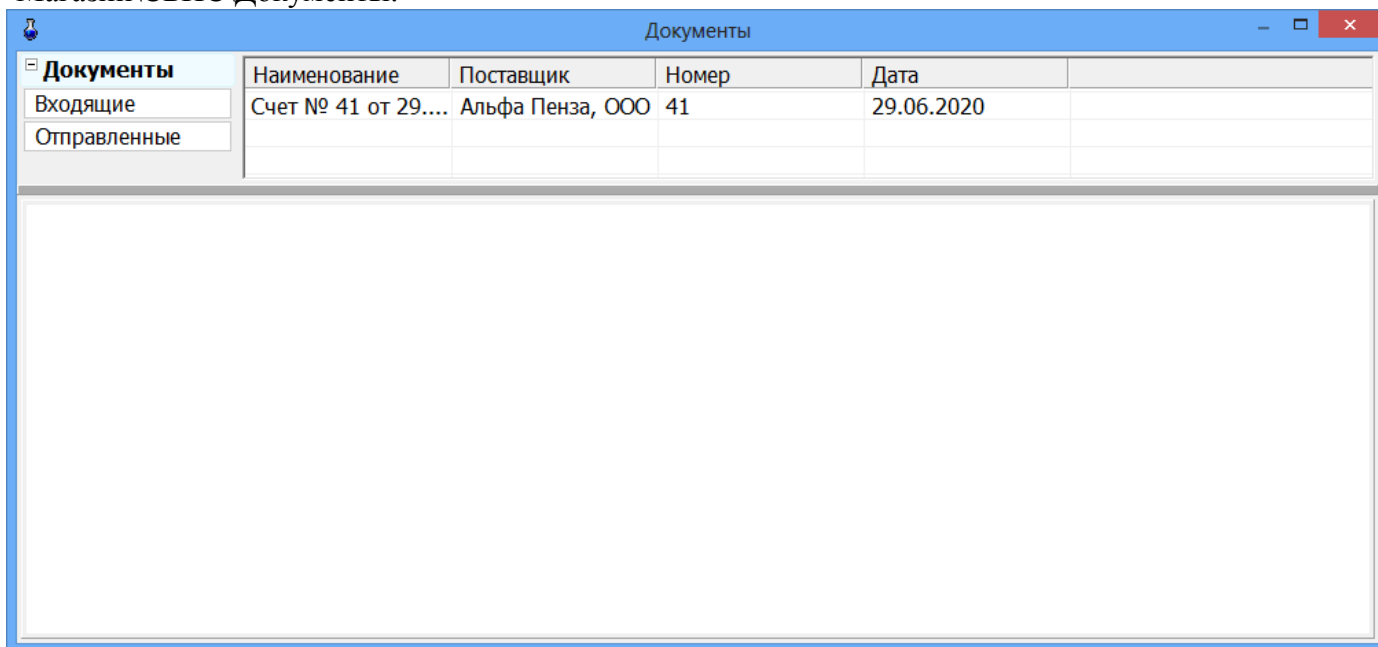 Документы
Документы
Наименование Поставщик Номер Дата
Входящие
Счет № 41 от 29.... Альфа Пенза, ООО 41 29.06.2020
Отправленные